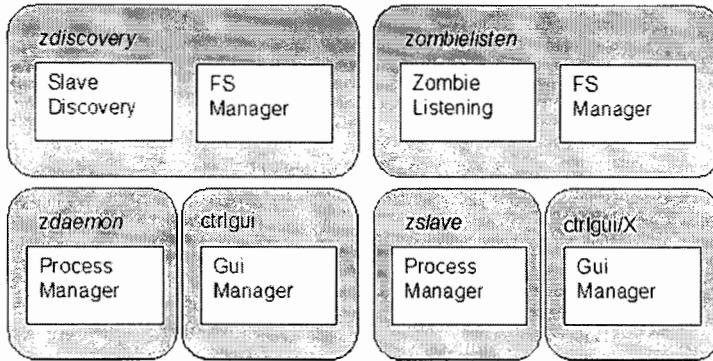 zdiscovery
Slave
Discovery
FS
Manager
zombielisten
Zombie
Listening
FS
Manager
zdaemon
Process
Manager
ctrlgui
Gui
Manager
zslave
Process
Manager
ctrlgui/X
Gui
Manager